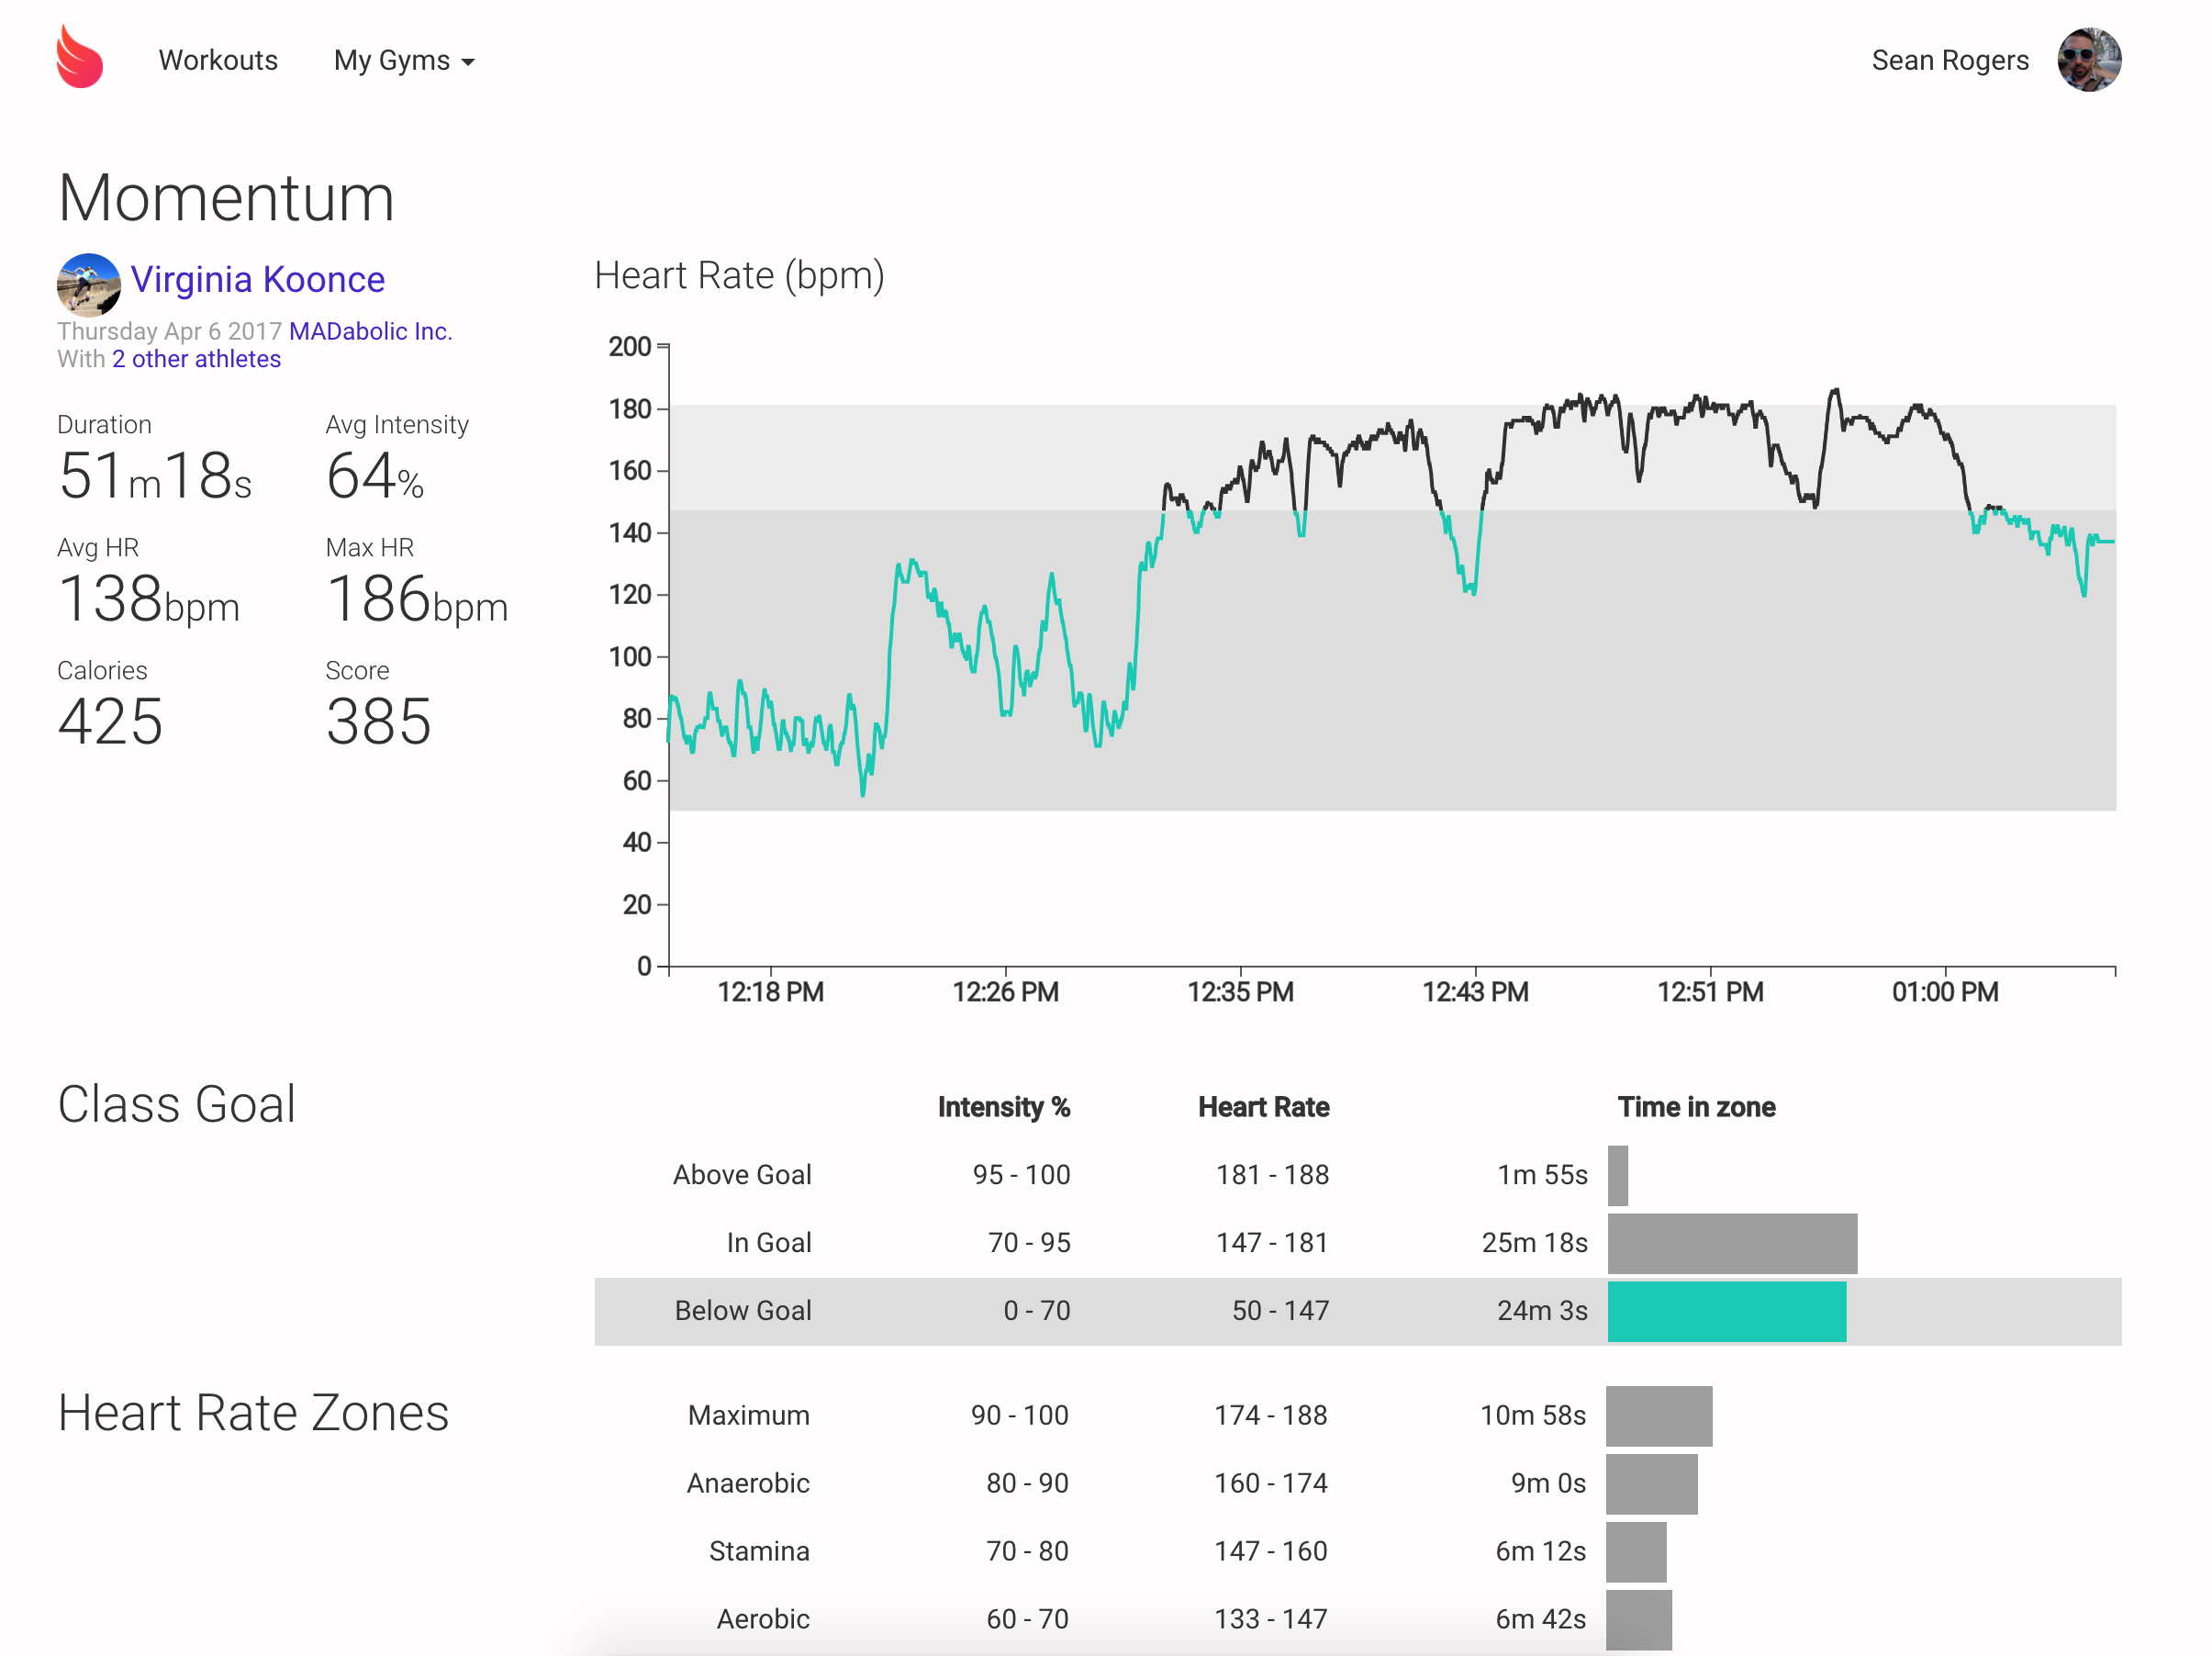 Workouts My Gyms Sean Rogers
Momentum
Virginia Koonce
Thursday Apr 6 2017 MADabolic Inc.
With 2 other athletes
Duration Avg Intensity
51m18s 64%
Avg HR Max HR
138bpm 186bpm
Calories Score
425 385
Heart Rate (bpm)
200
180
160
140
120
100
80
60
40
20
0
12:18 PM 12:26 PM 12:35 PM 12:43 PM 12:51 PM 01:00 PM
Class Goal
Intensity % Heart Rate Time in zone
Above Goal 95 - 100 181 - 188 1m 55s
In Goal 70 - 95 147 - 181 25m 18s
Below Goal 0 - 70 50 - 147 24m 3s
Heart Rate Zones
Maximum 90 - 100 174 - 188 10m 58s
Anaerobic 80 - 90 160 - 174 9m 0s
Stamina 70 - 80 147 - 160 6m 12s
Aerobic 60 - 70 133 - 147 6m 42s